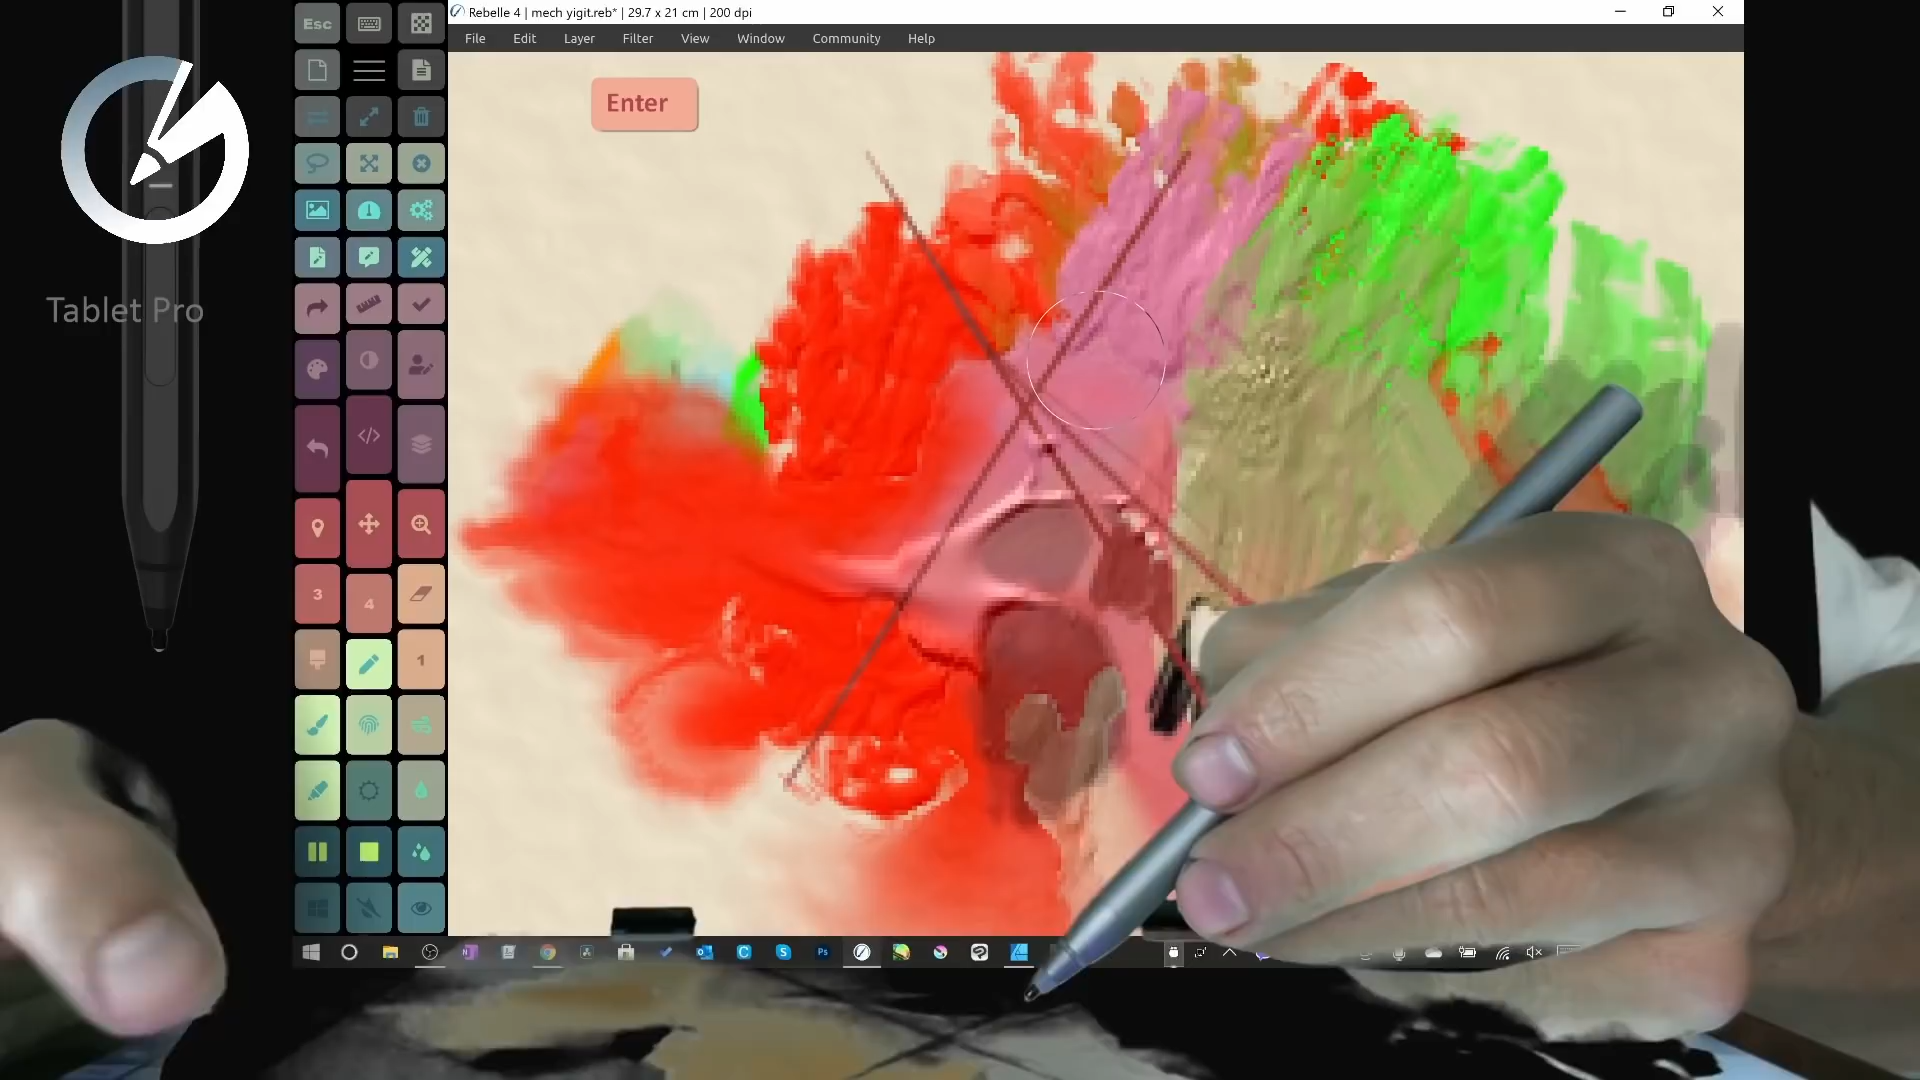 Rebelle 4 | mech yigit.reb* | 29.7 x 21 cm | 200 dpi
File Edit Layer Filter View Window Community Help
Esc
Enter
Tablet Pro
</>
3
4
1
Ps